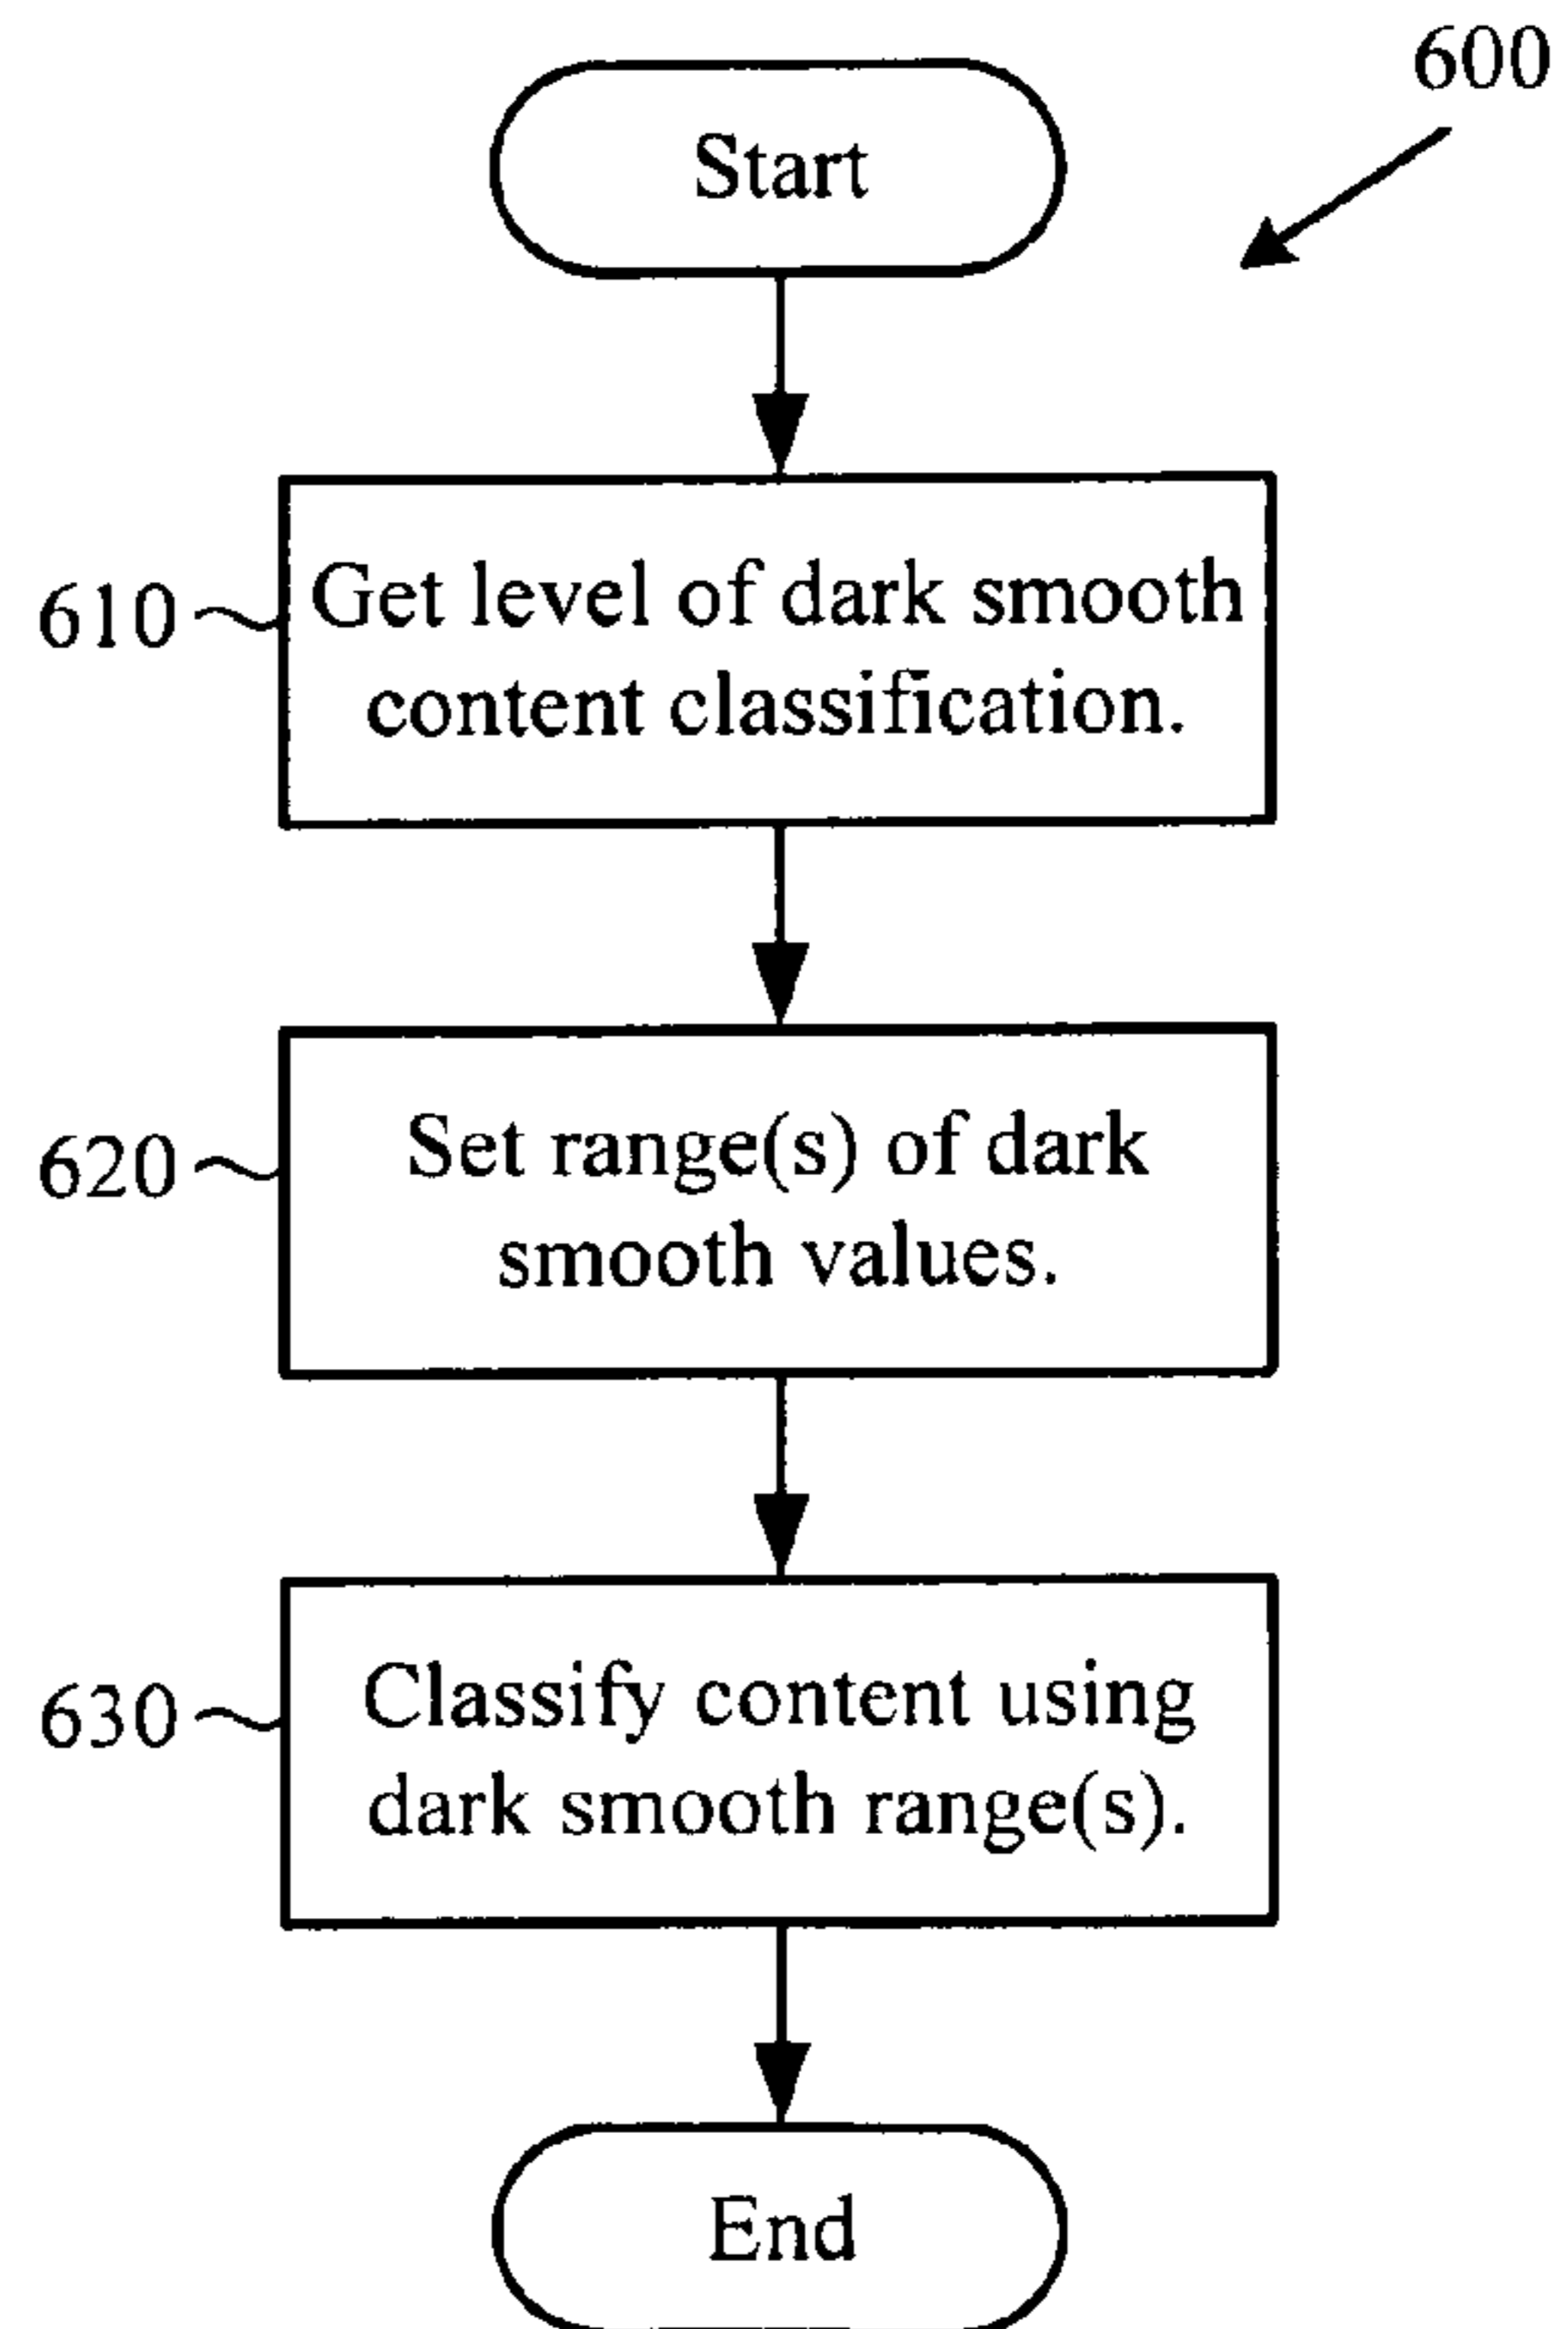 600
Start
610
Get level of dark smooth
content classification.
620
Set range(s) of dark
smooth values.
630
Classify content using
dark smooth range(s).
End